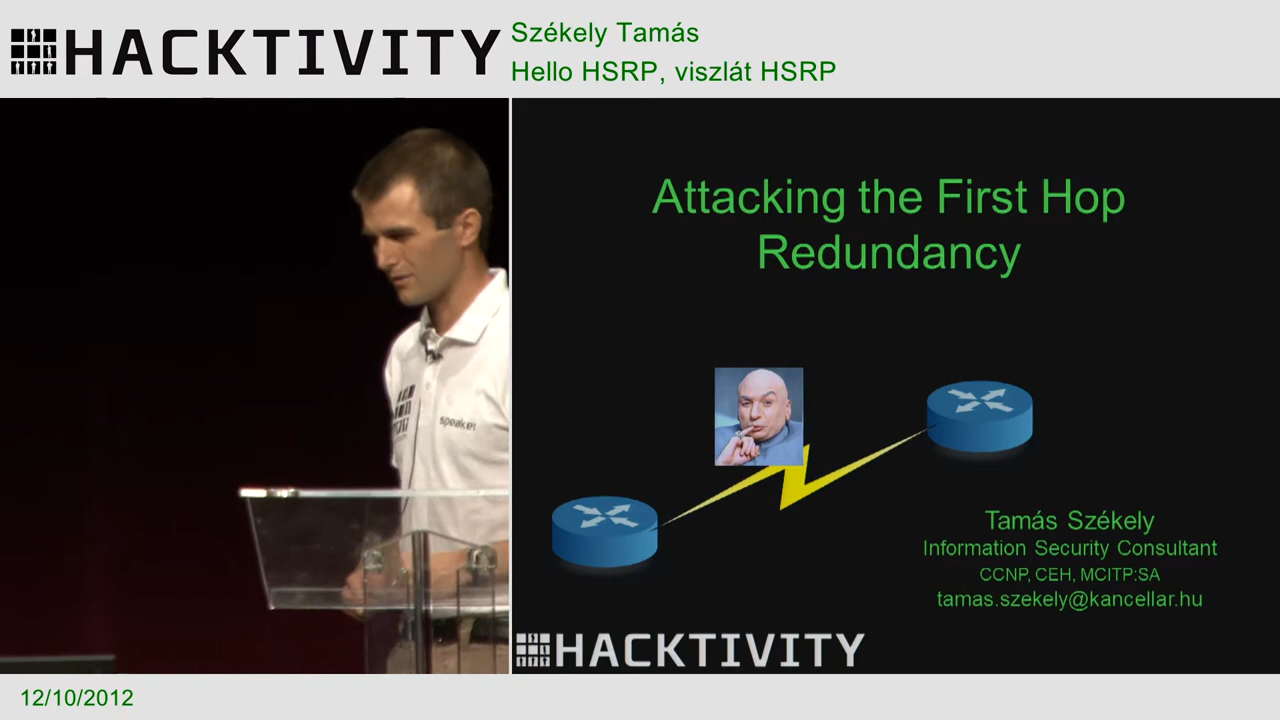 HACKTIVITY
Székely Tamás
Hello HSRP, viszlát HSRP
speaker
Attacking the First Hop
Redundancy
Tamás Székely
Information Security Consultant
CCNP, CEH, MCITP:SA
tamas.szekely@kancellar.hu
HACKTIVITY
12/10/2012